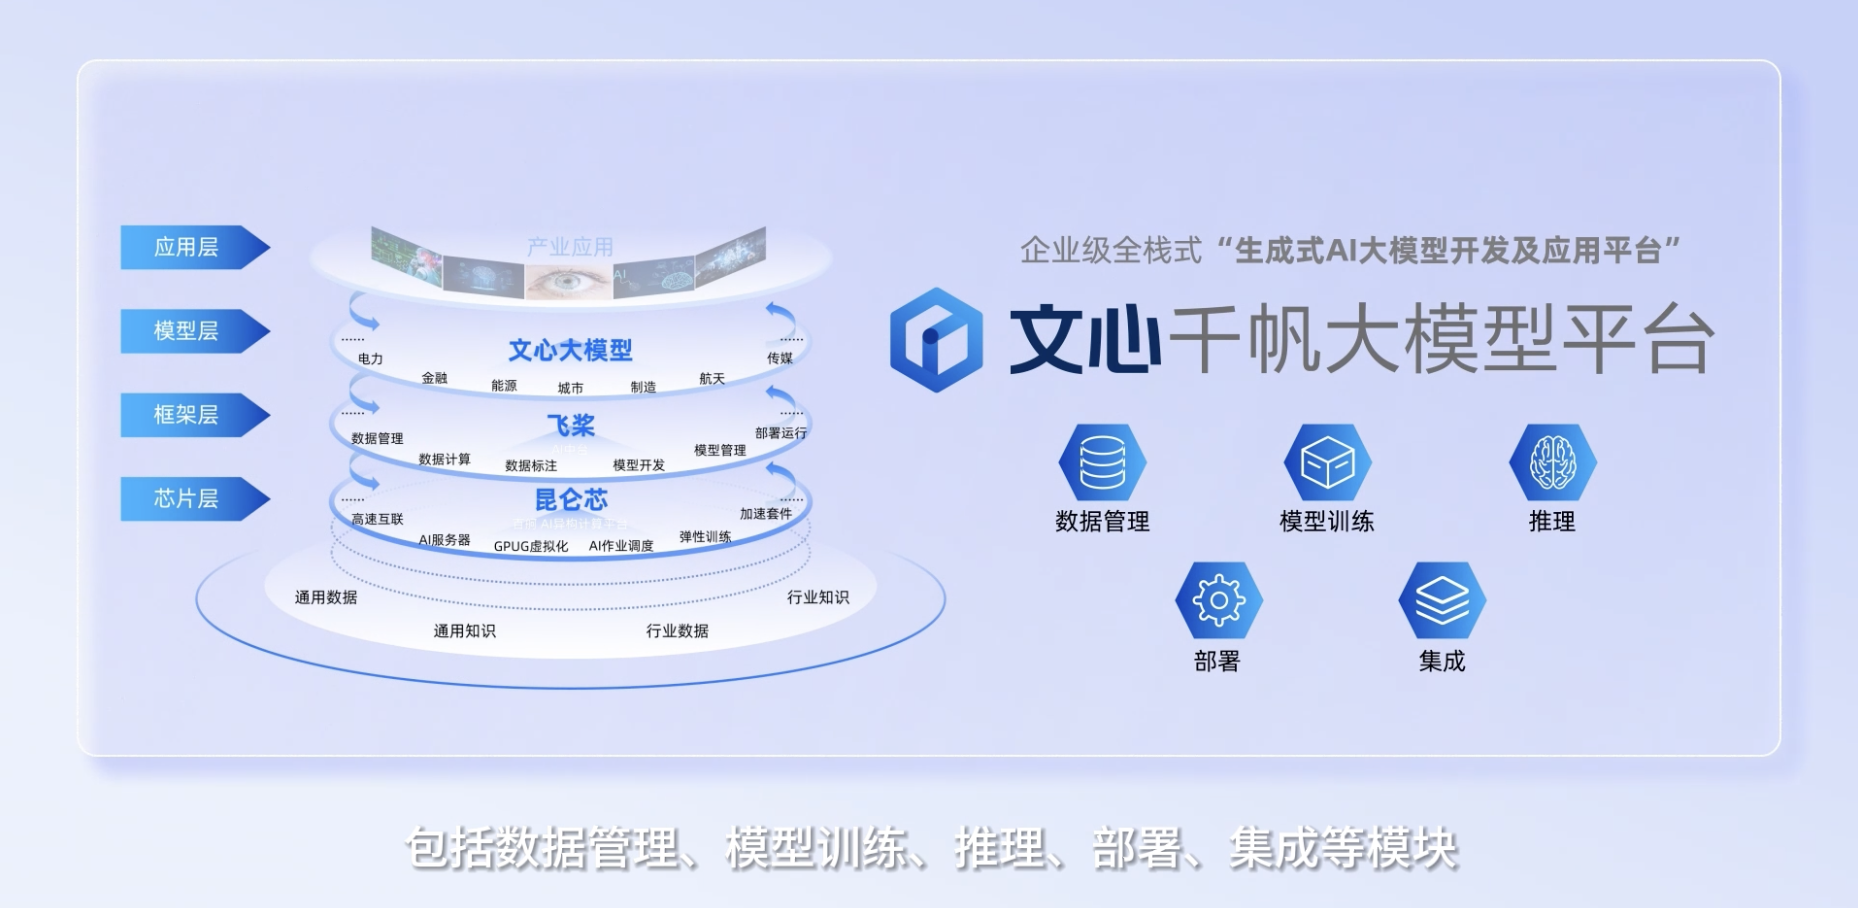 应用层
模型层
框架层
芯片层
产业应用
AI
文心大模型
……
电力
金融
能源
城市
制造
航天
传媒
……
飞桨
……
数据管理
数据计算
数据标注
模型开发
模型管理
部署运行
……
昆仑芯
……
高速互联
AI服务器
GPUG虚拟化
AI作业调度
弹性训练
加速套件
……
通用数据
通用知识
行业数据
行业知识
企业级全栈式“生成式AI大模型开发及应用平台”
文心千帆大模型平台
数据管理
模型训练
推理
部署
集成
包括数据管理、模型训练、推理、部署、集成等模块